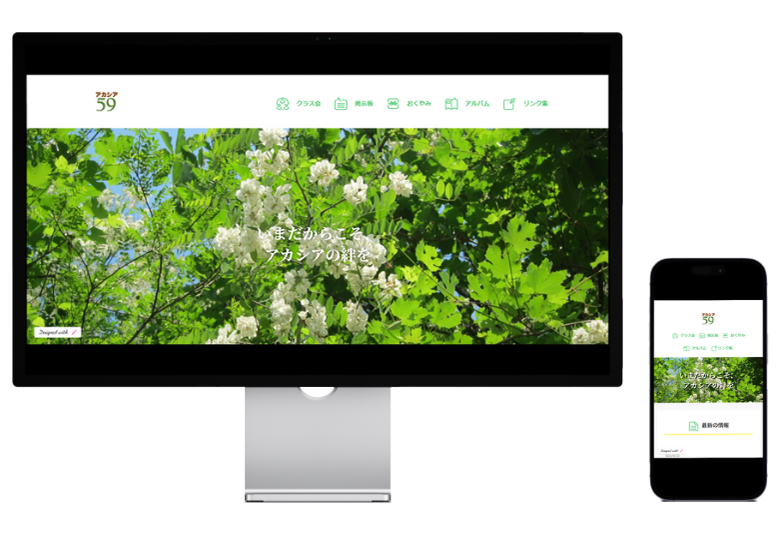 アカシア
59
クラス会 掲示板 おくやみ アルバム リンク集
いまだからこそ、
アカシアの絆を
Designed with
アカシア
59
クラス会 掲示板 おくやみ
アルバム リンク集
いまだからこそ、
アカシアの絆を
最新の情報
Designed with